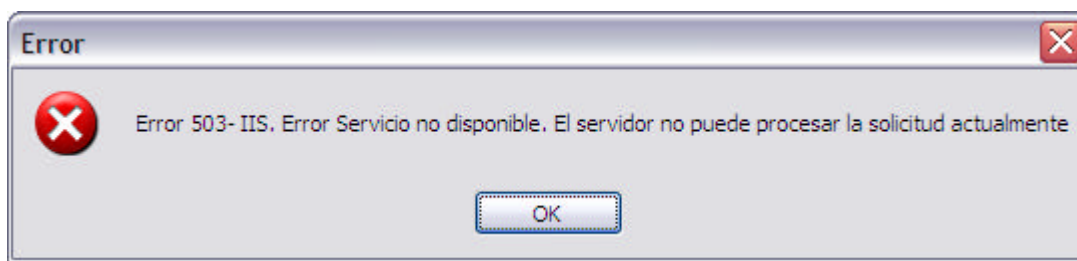 Error
Error 503- IIS. Error Servicio no disponible. El servidor no puede procesar la solicitud actualmente
OK